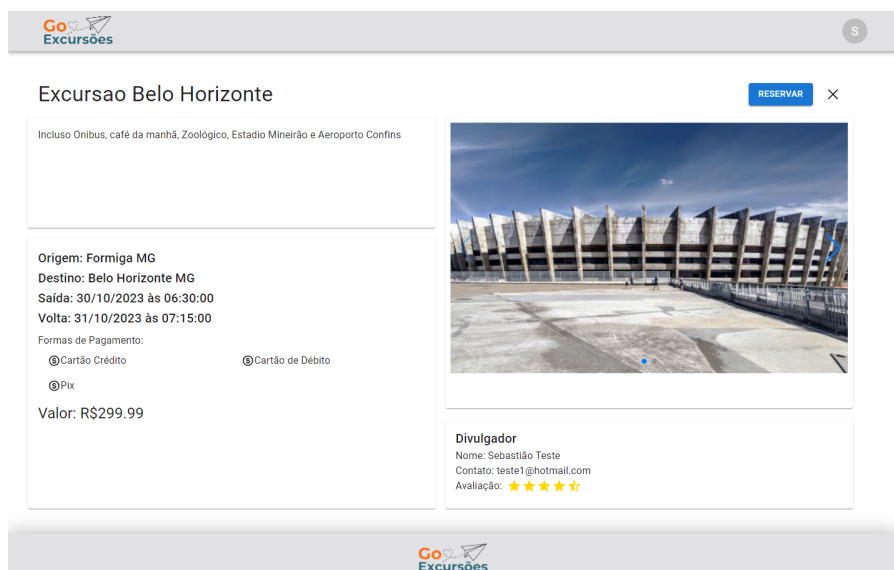 Go
Excursões
S
Excursao Belo Horizonte
RESERVAR
Incluso Onibus, café da manhã, Zoológico, Estadio Mineirão e Aeroporto Confins
Origem: Formiga MG
Destino: Belo Horizonte MG
Saída: 30/10/2023 às 06:30:00
Volta: 31/10/2023 às 07:15:00
Formas de Pagamento:
Cartão Crédito
Cartão de Débito
Pix
Valor: R$299.99
Divulgador
Nome: Sebastião Teste
Contato: teste1@hotmail.com
Avaliação:
Go
Excursões